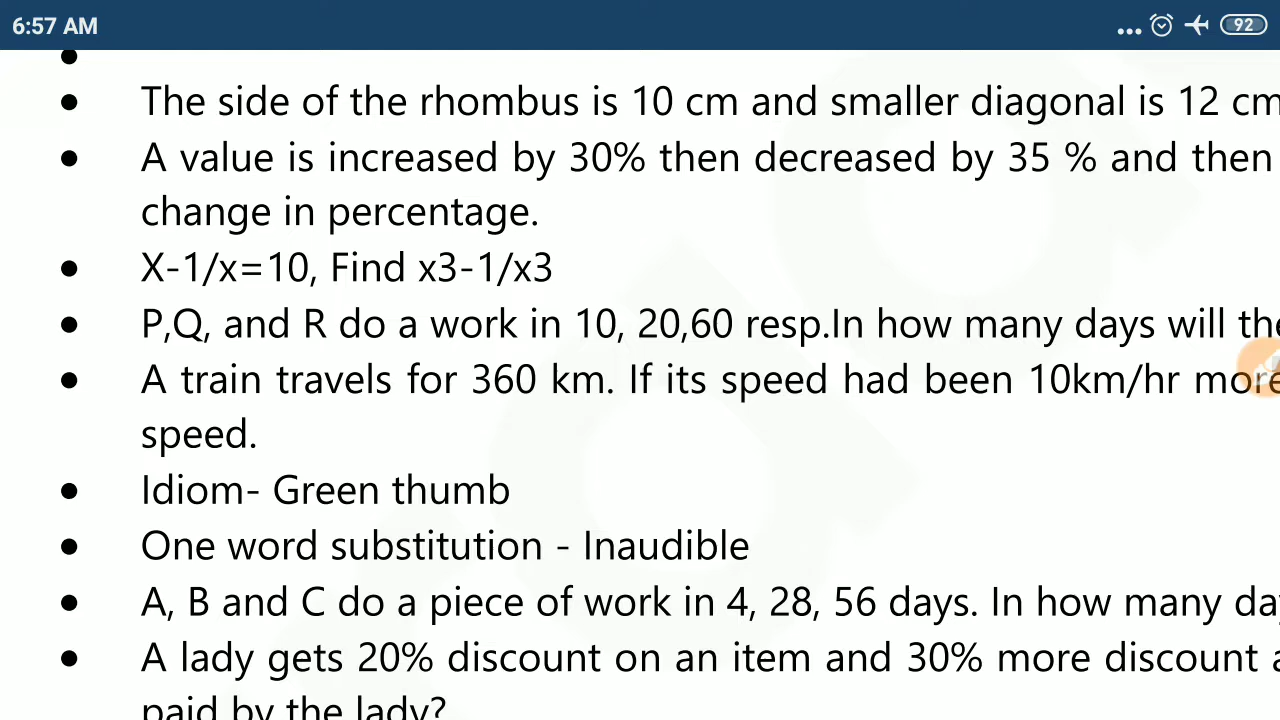 6:57 AM
92
• The side of the rhombus is 10 cm and smaller diagonal is 12 cm
• A value is increased by 30% then decreased by 35 % and then
change in percentage.
• X-1/x=10, Find x3-1/x3
• P,Q, and R do a work in 10, 20,60 resp.In how many days will the
• A train travels for 360 km. If its speed had been 10km/hr more
speed.
• Idiom- Green thumb
• One word substitution - Inaudible
• A, B and C do a piece of work in 4, 28, 56 days. In how many
• A lady gets 20% discount on an item and 30% more discount
paid by the lady?